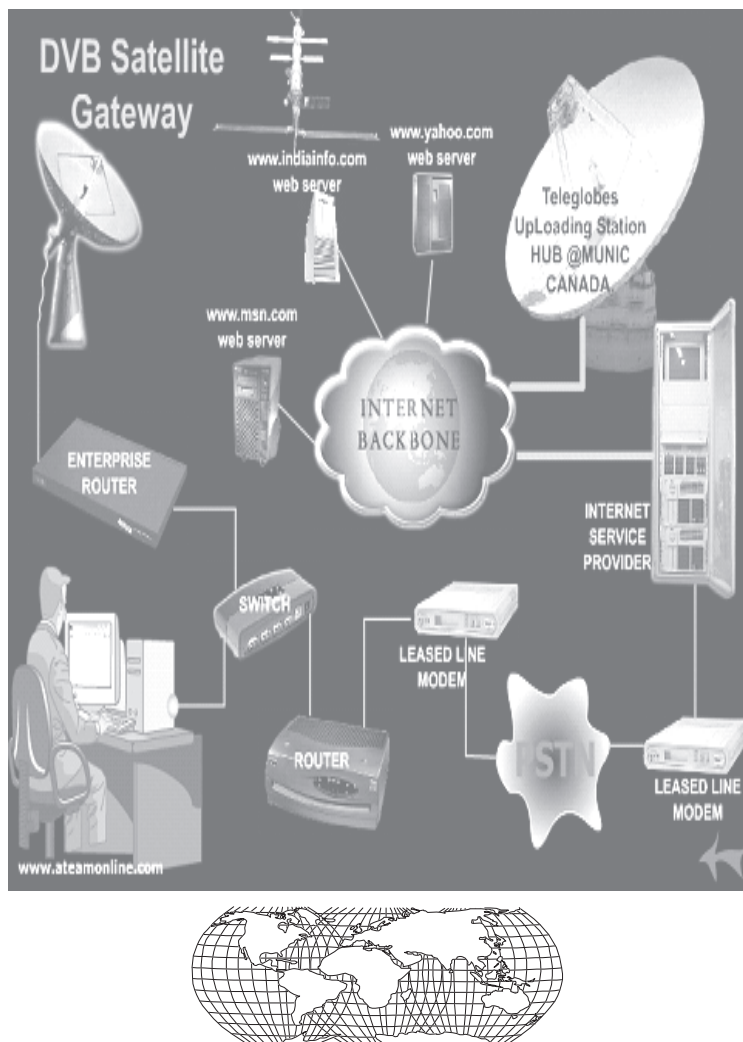 DVB Satellite
Gateway
www.indiainfo.com
web server
www.yahoo.com
web server
Teleglobes
UpLoading Station
HUB @MUNIC
CANADA.
www.msn.com
web server
INTERNET
BACKBONE
ENTERPRISE
ROUTER
INTERNET
SERVICE
PROVIDER
SWITCH
LEASED LINE
MODEM
ROUTER
PSTN
LEASED LINE
MODEM
www.ateamonline.com